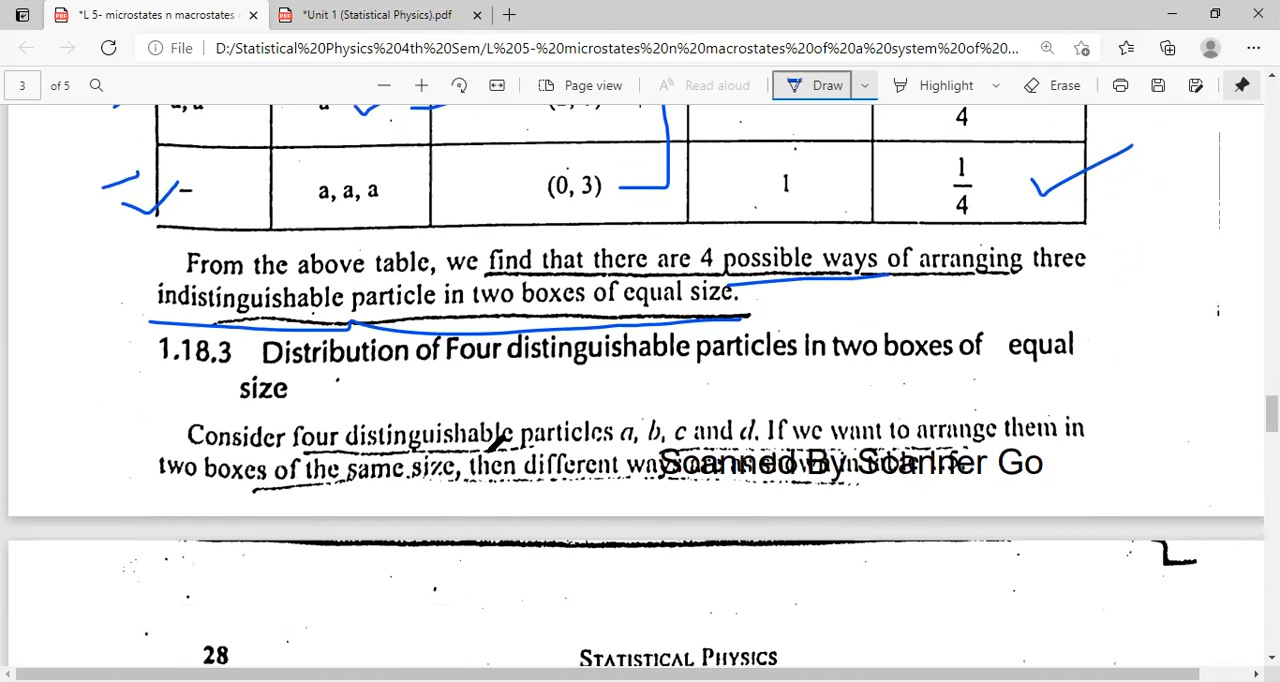 *L 5- microstates n macrostates
*Unit 1 (Statistical Physics).pdf
File D:/Statistical%20Physics%204th%20Sem/L%205-%20microstates%20n%20macrostates%20of%20a%20system%20of%20...
3 of 5 Page view Read aloud Draw Highlight Erase
4
– a, a, a (0, 3) 1 1/4
From the above table, we find that there are 4 possible ways of arranging three
indistinguishable particle in two boxes of equal size.
1.18.3 Distribution of Four distinguishable particles in two boxes of equal
size
Consider four distinguishable particles a, b, c and d. If we want to arrange them in
two boxes of the same size, then different ways
Scanned By Scanner Go
28 STATISTICAL PHYSICS